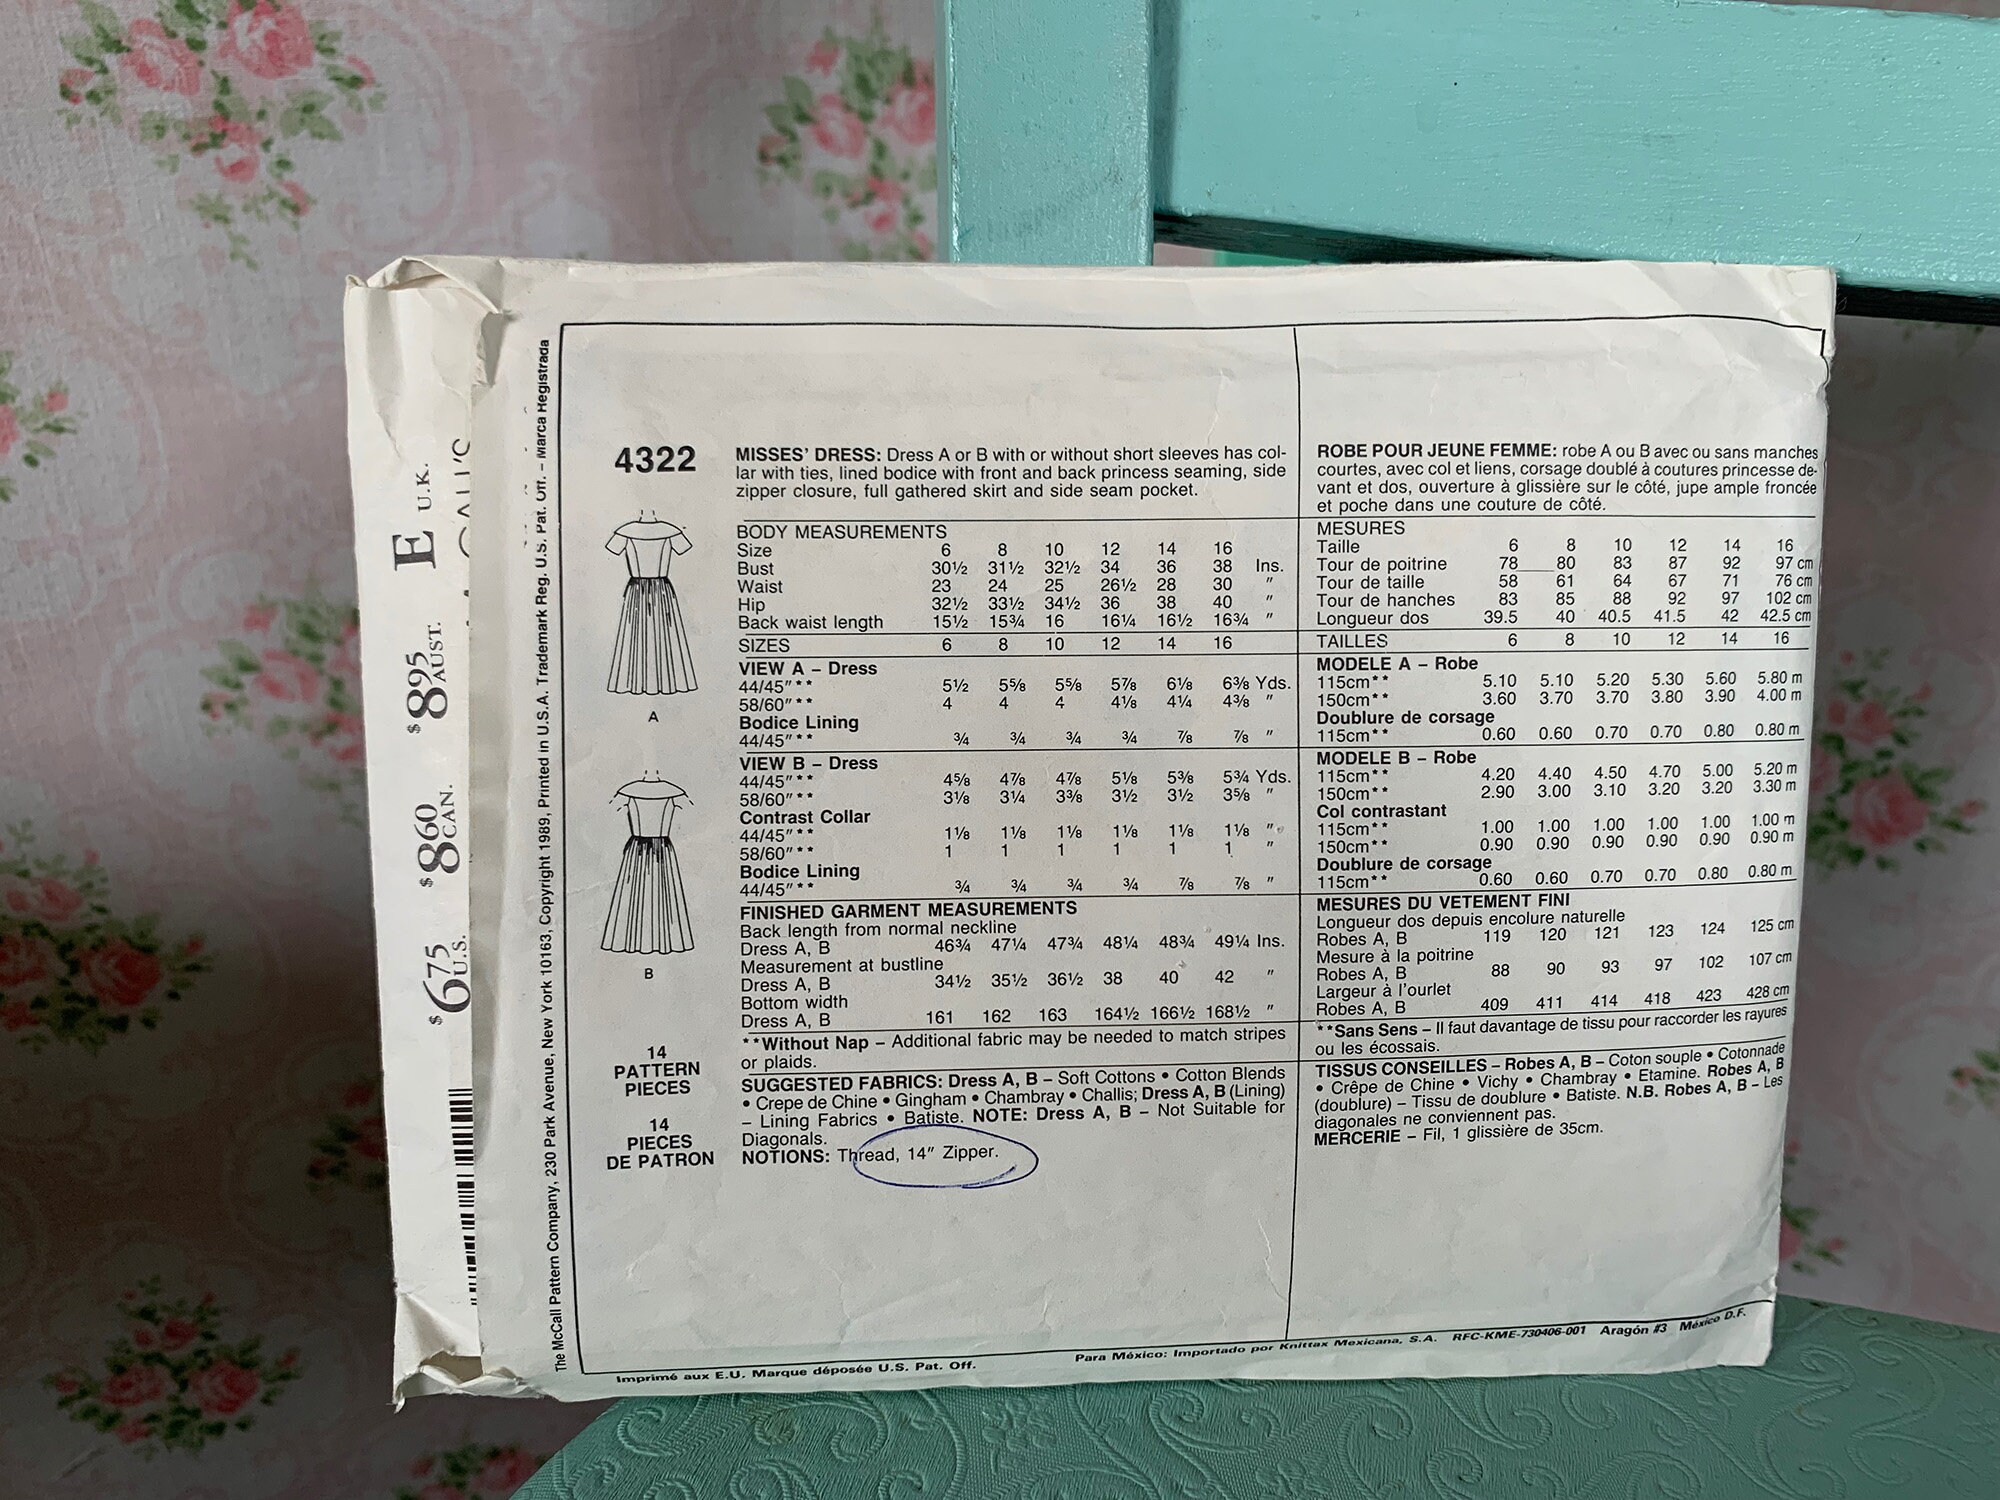 E U.K.
$895 AUST.
$860 CAN.
$675 U.S.
The McCall Pattern Company, 230 Park Avenue, New York 10163, Copyright 1989, Printed in U.S.A. Trademark Reg. U.S. Pat. Off. – Marca Registrada
4322
MISSES' DRESS: Dress A or B with or without short sleeves has col-
lar with ties, lined bodice with front and back princess seaming, side
zipper closure, full gathered skirt and side seam pocket.
BODY MEASUREMENTS
Size 6 8 10 12 14 16
Bust 30½ 31½ 32½ 34 36 38 Ins.
Waist 23 24 25 26½ 28 30 "
Hip 32½ 33½ 34½ 36 38 40 "
Back waist length 15½ 15¾ 16 16¼ 16½ 16¾ "
SIZES 6 8 10 12 14 16
VIEW A – Dress
44/45"** 5½ 5⅝ 5⅝ 5⅞ 6⅛ 6⅜ Yds.
58/60"** 4 4 4 4⅛ 4¼ 4⅜ "
Bodice Lining
44/45"** ¾ ¾ ¾ ¾ ⅞ ⅞ "
VIEW B – Dress
44/45"** 4⅝ 4⅞ 4⅞ 5⅛ 5⅜ 5¾ Yds.
58/60"** 3⅛ 3¼ 3⅜ 3½ 3½ 3⅝ "
Contrast Collar
44/45"** 1⅛ 1⅛ 1⅛ 1⅛ 1⅛ 1⅛ "
58/60"** 1 1 1 1 1 1 "
Bodice Lining
44/45"** ¾ ¾ ¾ ¾ ⅞ ⅞ "
FINISHED GARMENT MEASUREMENTS
Back length from normal neckline
Dress A, B 46¾ 47¼ 47¾ 48¼ 48¾ 49¼ Ins.
Measurement at bustline
Dress A, B 34½ 35½ 36½ 38 40 42 "
Bottom width
Dress A, B 161 162 163 164½ 166½ 168½ "
**Without Nap – Additional fabric may be needed to match stripes
or plaids.
SUGGESTED FABRICS: Dress A, B – Soft Cottons • Cotton Blends
• Crepe de Chine • Gingham • Chambray • Challis; Dress A, B (Lining)
– Lining Fabrics • Batiste. NOTE: Dress A, B – Not Suitable for
Diagonals.
NOTIONS: Thread, 14" Zipper.
A
B
14
PATTERN
PIECES
14
PIECES
DE PATRON
ROBE POUR JEUNE FEMME: robe A ou B avec ou sans manches
courtes, avec col et liens, corsage doublé à coutures princesse de-
vant et dos, ouverture à glissière sur le côté, jupe ample froncée
et poche dans une couture de côté.
MESURES
Taille 6 8 10 12 14 16
Tour de poitrine 78 80 83 87 92 97 cm
Tour de taille 58 61 64 67 71 76 cm
Tour de hanches 83 85 88 92 97 102 cm
Longueur dos 39.5 40 40.5 41.5 42 42.5 cm
TAILLES 6 8 10 12 14 16
MODELE A – Robe
115cm** 5.10 5.10 5.20 5.30 5.60 5.80 m
150cm** 3.60 3.70 3.70 3.80 3.90 4.00 m
Doublure de corsage
115cm** 0.60 0.60 0.70 0.70 0.80 0.80 m
MODELE B – Robe
115cm** 4.20 4.40 4.50 4.70 5.00 5.20 m
150cm** 2.90 3.00 3.10 3.20 3.20 3.30 m
Col contrastant
115cm** 1.00 1.00 1.00 1.00 1.00 1.00 m
150cm** 0.90 0.90 0.90 0.90 0.90 0.90 m
Doublure de corsage
115cm** 0.60 0.60 0.70 0.70 0.80 0.80 m
MESURES DU VETEMENT FINI
Longueur dos depuis encolure naturelle
Robes A, B 119 120 121 123 124 125 cm
Mesure à la poitrine
Robes A, B 88 90 93 97 102 107 cm
Largeur à l'ourlet
Robes A, B 409 411 414 418 423 428 cm
**Sans Sens – Il faut davantage de tissu pour raccorder les rayures
ou les écossais.
TISSUS CONSEILLES – Robes A, B – Coton souple • Cotonnade
• Crêpe de Chine • Vichy • Chambray • Etamine. Robes A, B
(doublure) – Tissu de doublure • Batiste. N.B. Robes A, B – Les
diagonales ne conviennent pas.
MERCERIE – Fil, 1 glissière de 35cm.
Imprimé aux E.U. Marque déposée U.S. Pat. Off.
Para México: Importado por Knittax Mexicana, S.A. RFC-KME-730406-001 Aragón #3 México D.F.